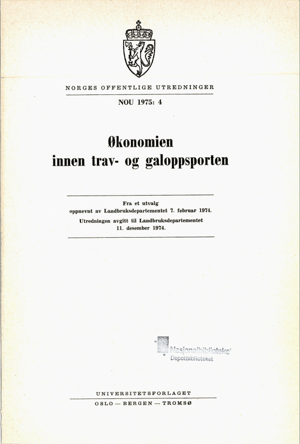 NORGES OFFENTLIGE UTREDNINGER
NOU 1975: 4
Økonomien
innen trav- og galoppsporten
Fra et utvalg
oppnevnt av Landbruksdepartementet 7. februar 1974.
Utredningen avgitt til Landbruksdepartementet
11. desember 1974.
Nasjonalbiblioteket
Depotbiblioteket
UNIVERSITETSFORLAGET
OSLO — BERGEN — TROMSØ